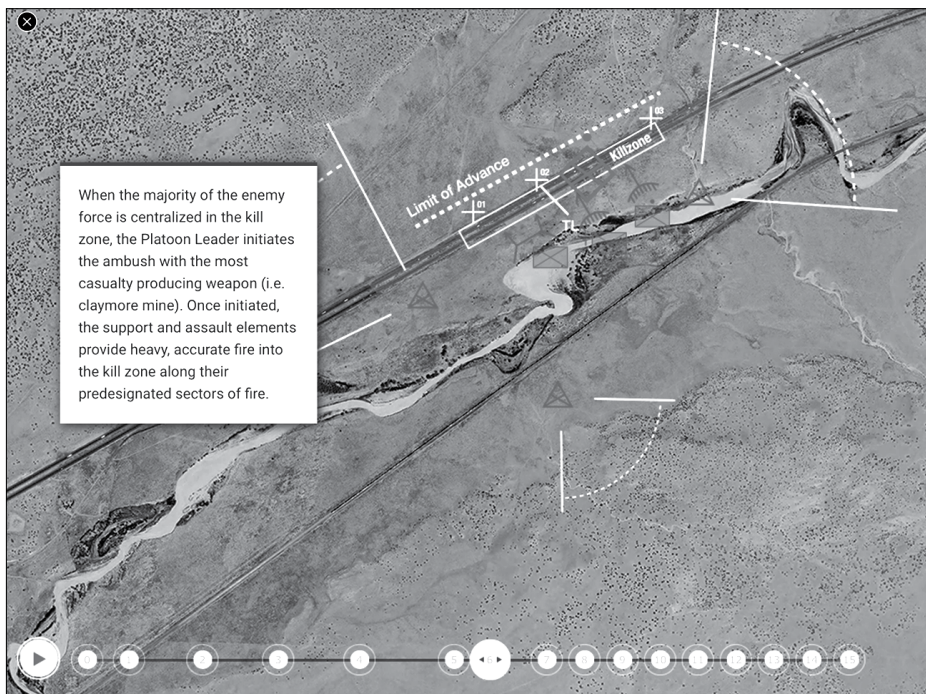 03
Killzone
Limit of Advance
02
01
TL
When the majority of the enemy
force is centralized in the kill
zone, the Platoon Leader initiates
the ambush with the most
casualty producing weapon (i.e.
claymore mine). Once initiated,
the support and assault elements
provide heavy, accurate fire into
the kill zone along their
predesignated sectors of fire.
0 1 2 3 4 5 6 7 8 9 10 11 12 13 14 15